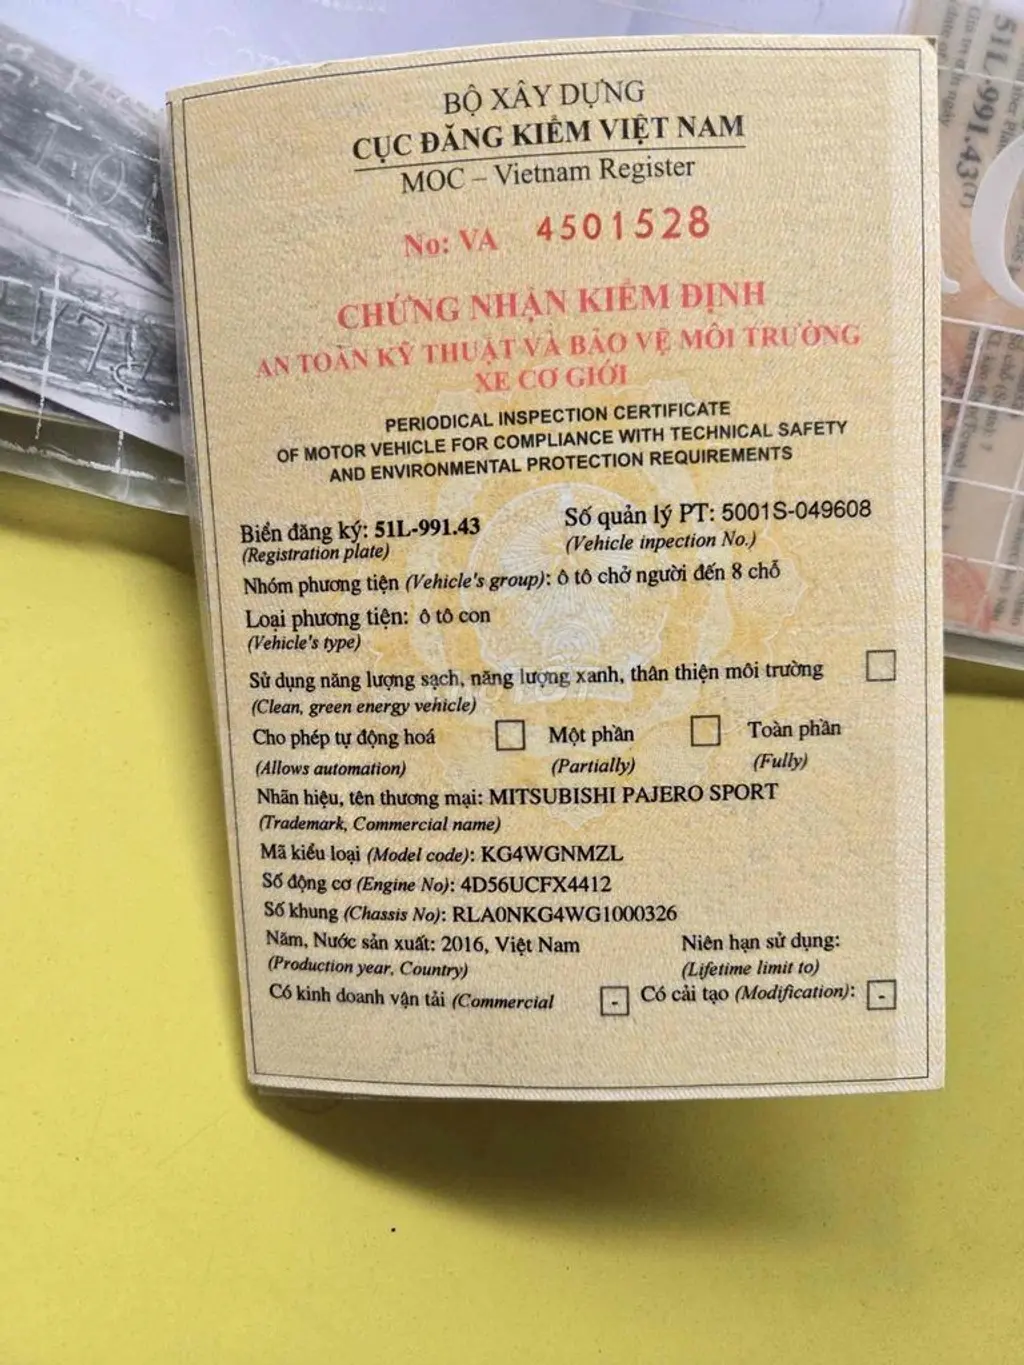 BỘ XÂY DỰNG
CỤC ĐĂNG KIỂM VIỆT NAM
MOC – Vietnam Register
No: VA 4501528
CHỨNG NHẬN KIỂM ĐỊNH
AN TOÀN KỸ THUẬT VÀ BẢO VỆ MÔI TRƯỜNG
XE CƠ GIỚI
PERIODICAL INSPECTION CERTIFICATE
OF MOTOR VEHICLE FOR COMPLIANCE WITH TECHNICAL SAFETY
AND ENVIRONMENTAL PROTECTION REQUIREMENTS
Biển đăng ký: 51L-991.43 Số quản lý PT: 5001S-049608
(Registration plate) (Vehicle inpection No.)
Nhóm phương tiện (Vehicle's group): ô tô chở người đến 8 chỗ
Loại phương tiện: ô tô con
(Vehicle's type)
Sử dụng năng lượng sạch, năng lượng xanh, thân thiện môi trường
(Clean, green energy vehicle)
Cho phép tự động hoá Một phần Toàn phần
(Allows automation) (Partially) (Fully)
Nhãn hiệu, tên thương mại: MITSUBISHI PAJERO SPORT
(Trademark, Commercial name)
Mã kiểu loại (Model code): KG4WGNMZL
Số động cơ (Engine No): 4D56UCFX4412
Số khung (Chassis No): RLA0NKG4WG1000326
Năm, Nước sản xuất: 2016, Việt Nam Niên hạn sử dụng:
(Production year, Country) (Lifetime limit to)
Có kinh doanh vận tải (Commercial - Có cải tạo (Modification): -
51L-991.43(T)